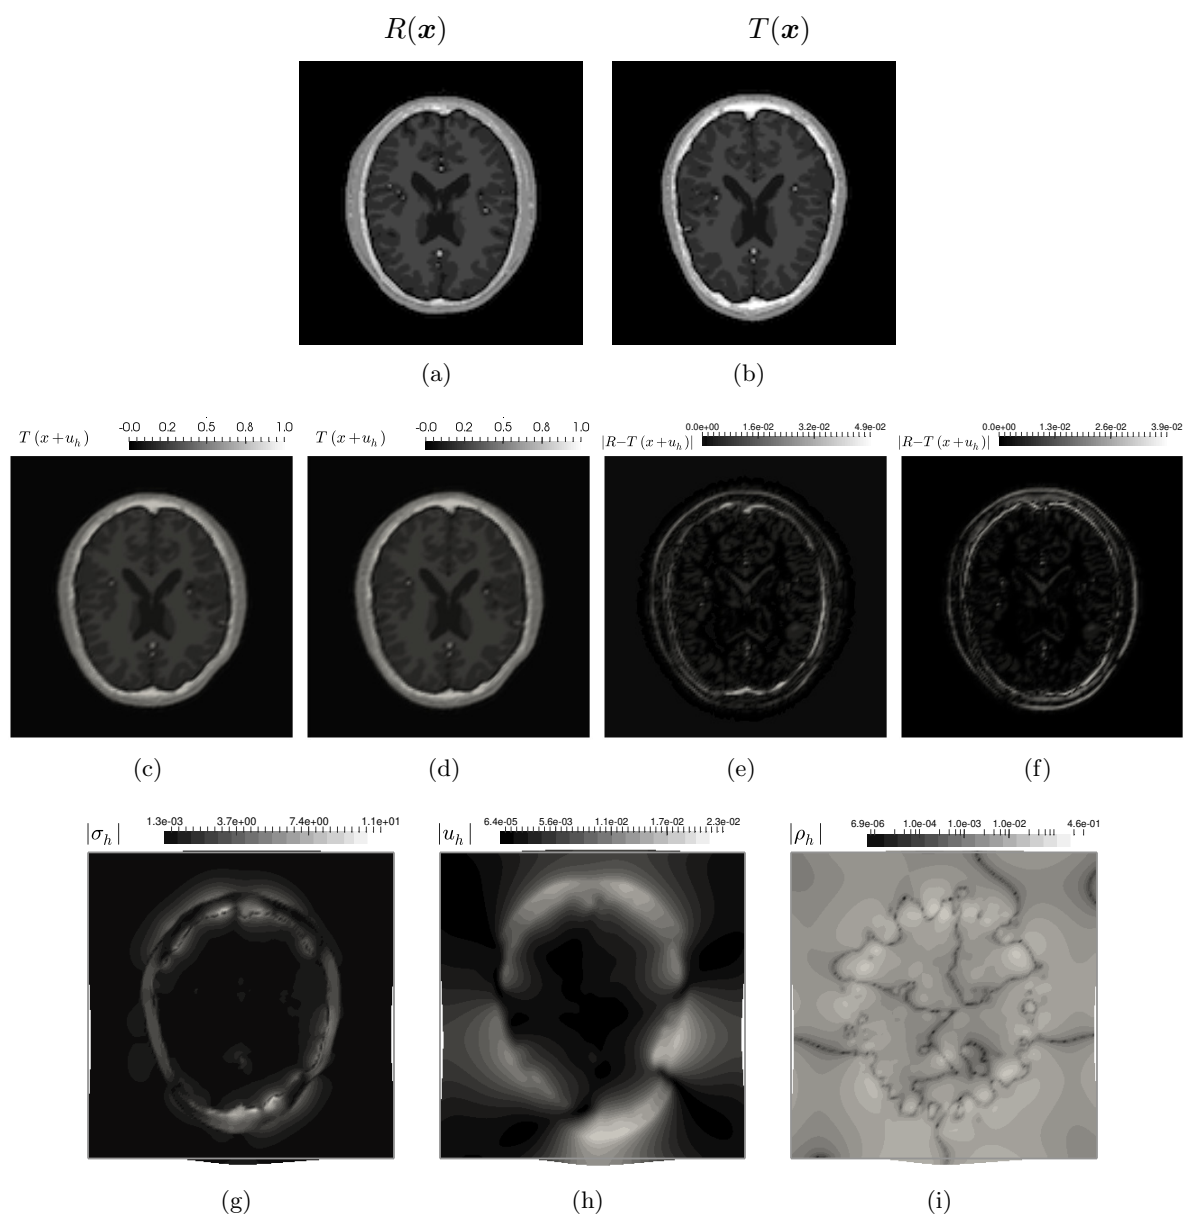 R(x) T(x)
(a) (b)
T (x+u_h) -0.0 0.2 0.5 0.8 1.0 T (x+u_h) -0.0 0.2 0.5 0.8 1.0 |R−T (x+u_h)| 0.0e+00 1.6e-02 3.2e-02 4.9e-02 |R−T (x+u_h)| 0.0e+00 1.3e-02 2.6e-02 3.9e-02
(c) (d) (e) (f)
|σ_h| 1.3e-03 3.7e+00 7.4e+00 1.1e+01 |u_h| 6.4e-05 5.6e-03 1.1e-02 1.7e-02 2.3e-02 |ρ_h| 6.9e-06 1.0e-04 1.0e-03 1.0e-02 4.6e-01
(g) (h) (i)